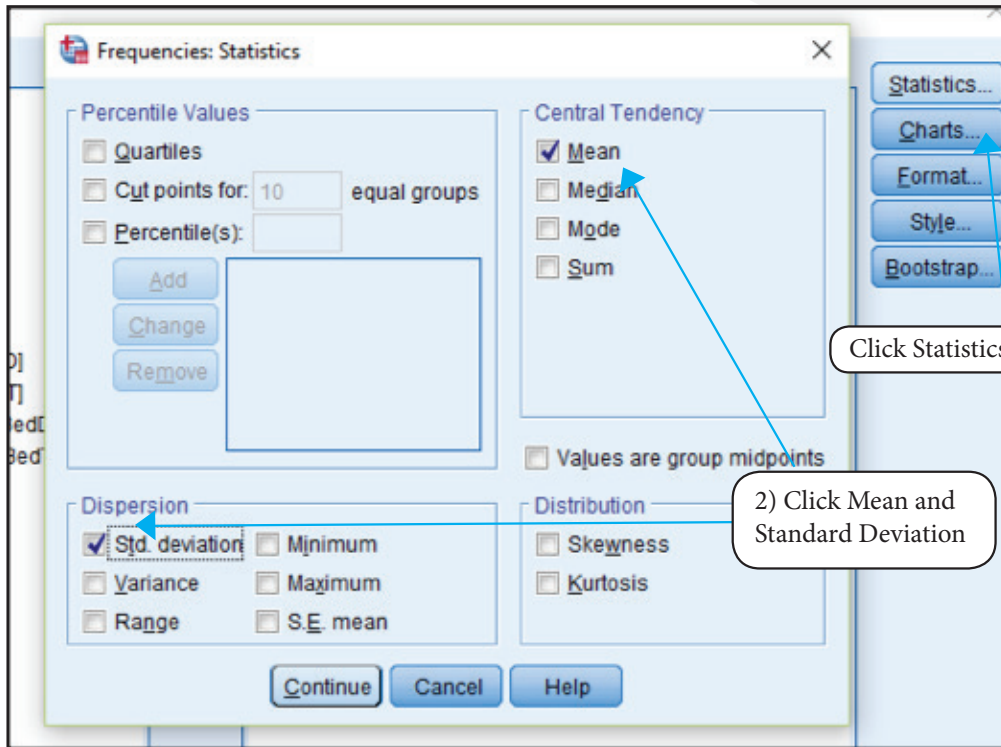 Frequencies: Statistics
Percentile Values
Quartiles
Cut points for: 10 equal groups
Percentile(s):
Add
Change
Remove
Central Tendency
Mean
Median
Mode
Sum
Values are group midpoints
Dispersion
Std. deviation Minimum
Variance Maximum
Range S.E. mean
Distribution
Skewness
Kurtosis
Continue Cancel Help
Statistics...
Charts...
Format...
Style...
Bootstrap...
Click Statistics
2) Click Mean and
Standard Deviation